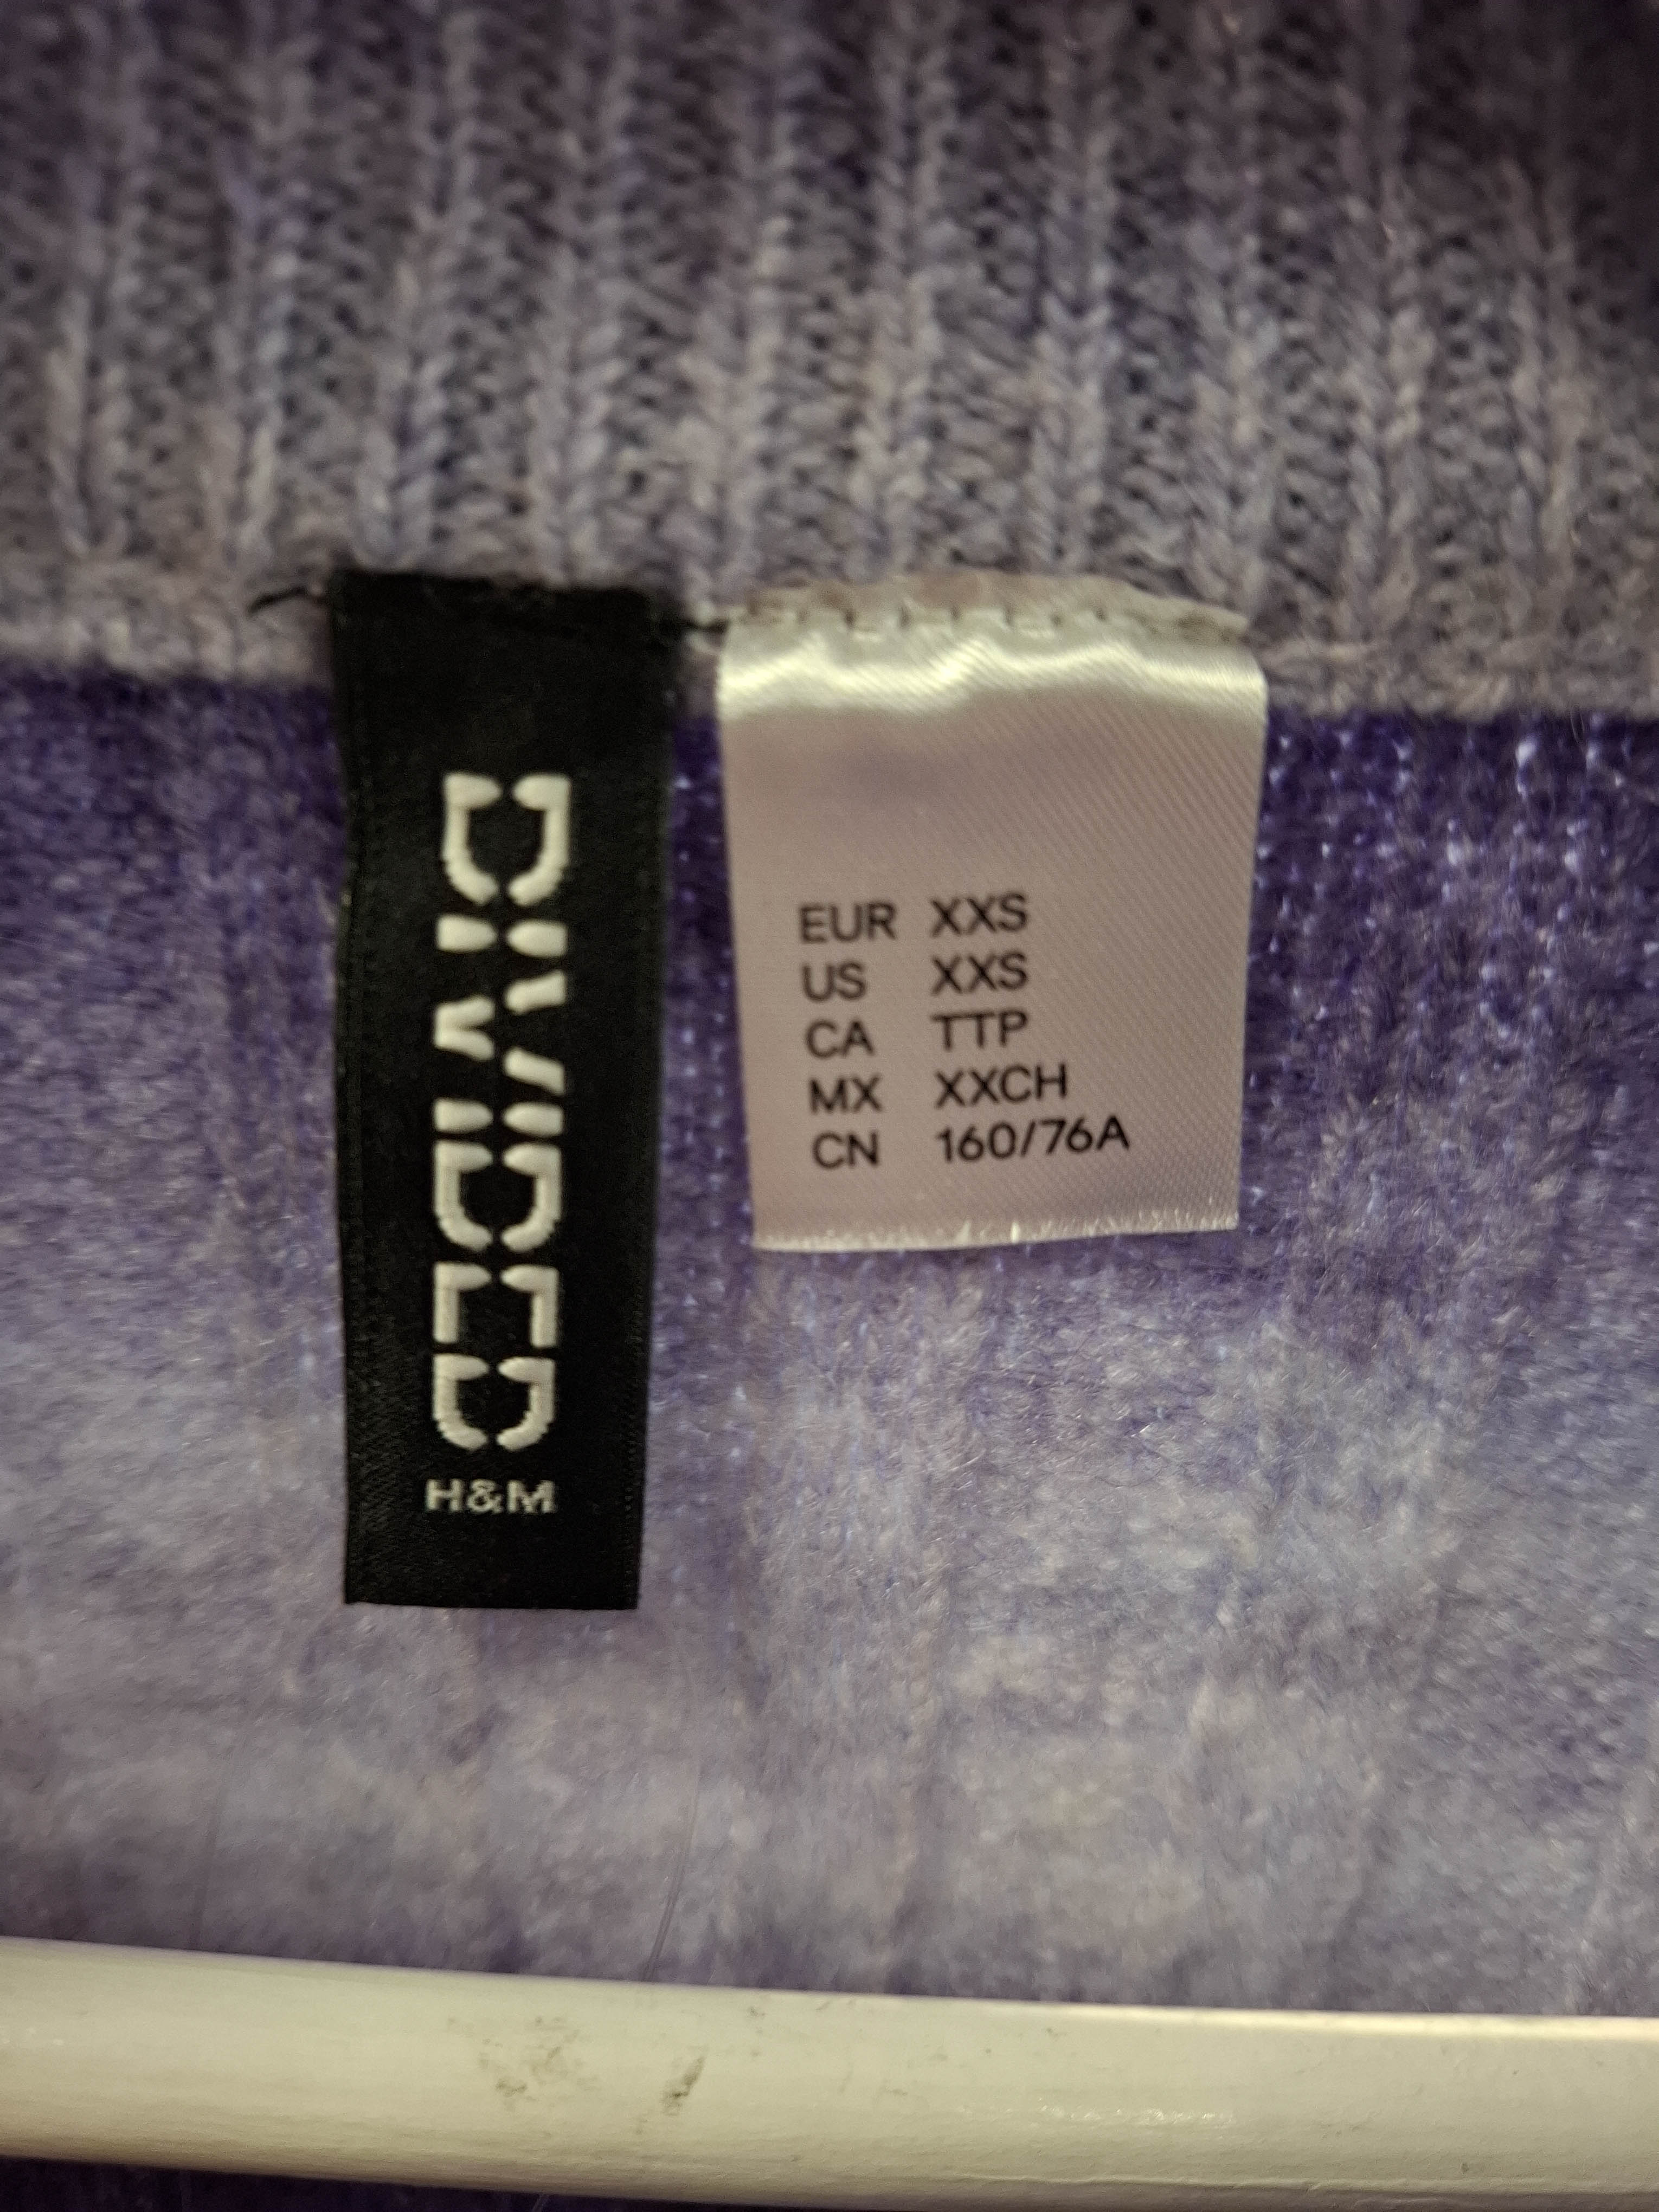 DIVIDED
H&M
EUR XXS
US XXS
CA TTP
MX XXCH
CN 160/76A